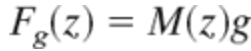 F_g(z) = M(z)g